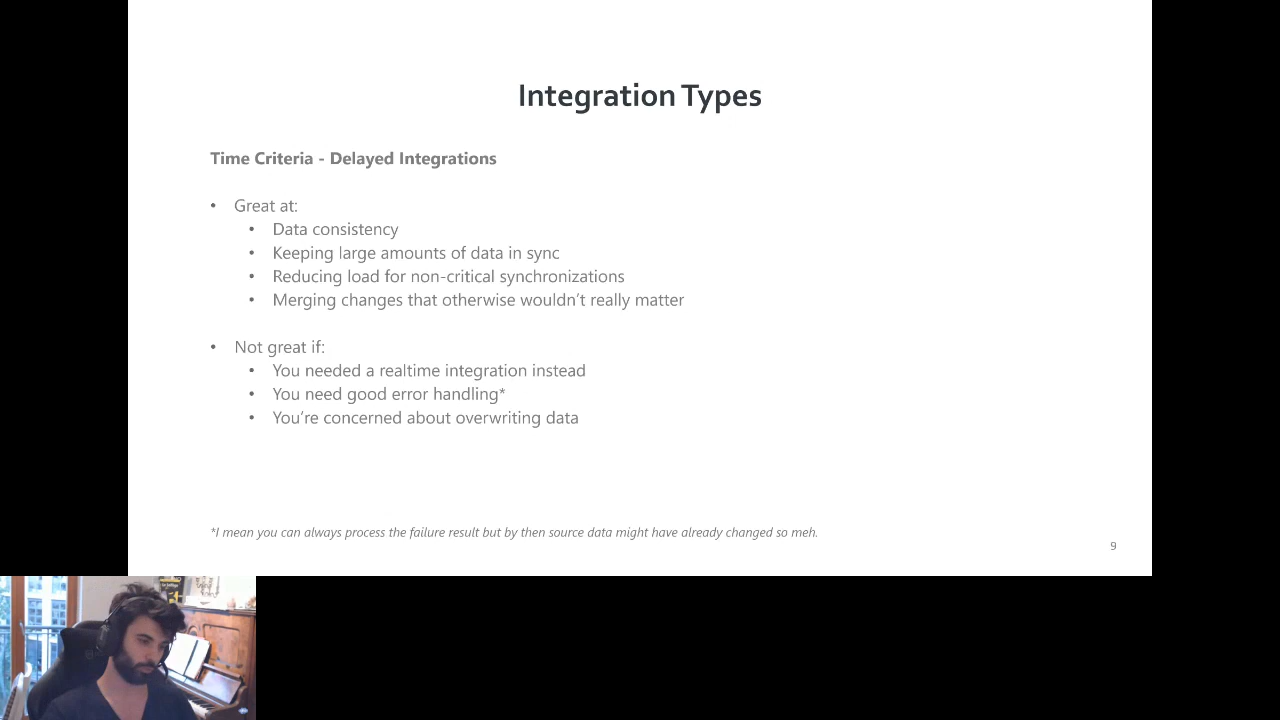 Integration Types
Time Criteria - Delayed Integrations
• Great at:
• Data consistency
• Keeping large amounts of data in sync
• Reducing load for non-critical synchronizations
• Merging changes that otherwise wouldn't really matter
• Not great if:
• You needed a realtime integration instead
• You need good error handling*
• You're concerned about overwriting data
*I mean you can always process the failure result but by then source data might have already changed so meh.
9